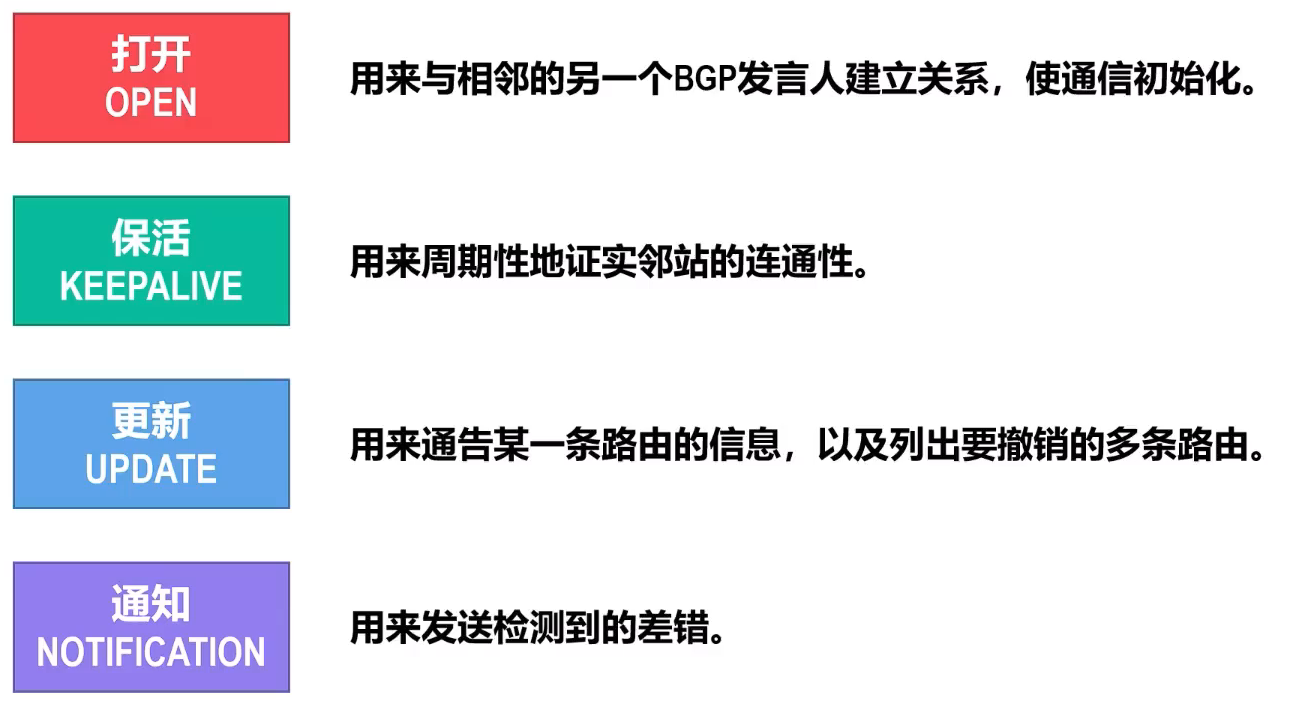 打开
OPEN
用来与相邻的另一个BGP发言人建立关系，使通信初始化。
保活
KEEPALIVE
用来周期性地证实邻站的连通性。
更新
UPDATE
用来通告某一条路由的信息，以及列出要撤销的多条路由。
通知
NOTIFICATION
用来发送检测到的差错。